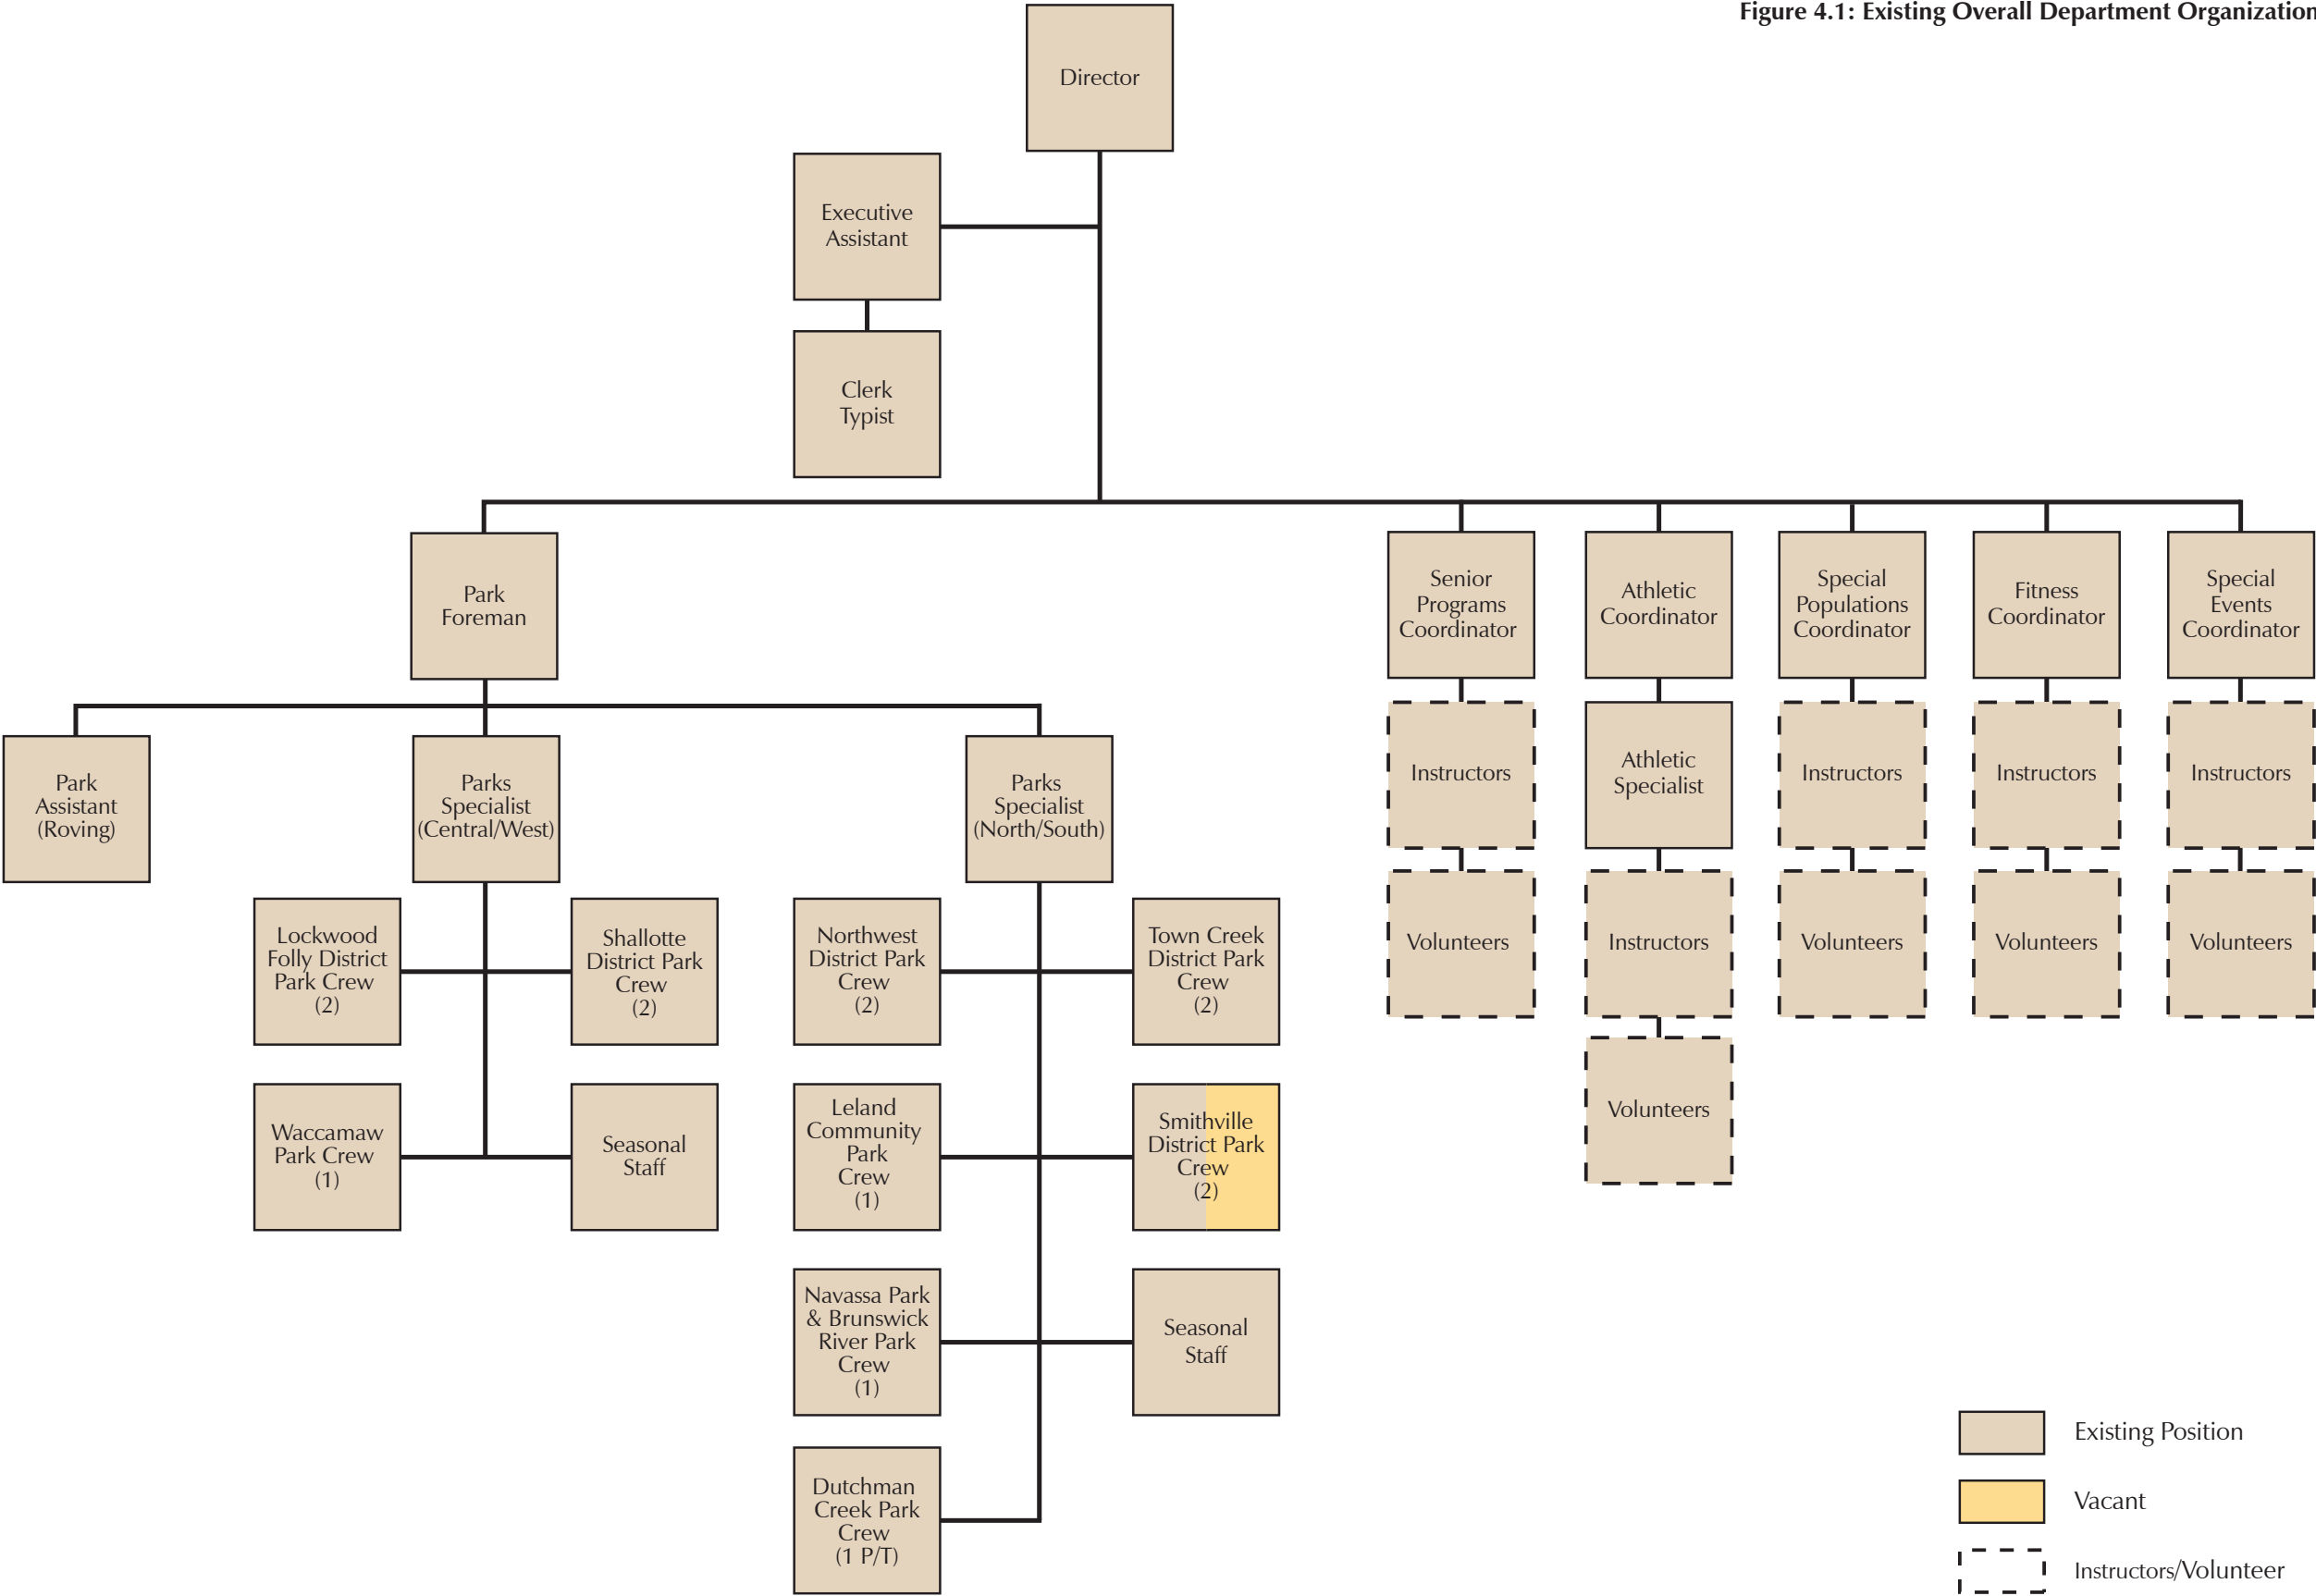 Figure 4.1: Existing Overall Department Organization
Director
Executive
Assistant
Clerk
Typist
Park
Foreman
Senior
Programs
Coordinator
Athletic
Coordinator
Special
Populations
Coordinator
Fitness
Coordinator
Special
Events
Coordinator
Park
Assistant
(Roving)
Parks
Specialist
(Central/West)
Parks
Specialist
(North/South)
Instructors
Athletic
Specialist
Instructors
Instructors
Instructors
Lockwood
Folly District
Park Crew
(2)
Shallotte
District Park
Crew
(2)
Northwest
District Park
Crew
(2)
Town Creek
District Park
Crew
(2)
Volunteers
Instructors
Volunteers
Volunteers
Volunteers
Waccamaw
Park Crew
(1)
Seasonal
Staff
Leland
Community
Park
Crew
(1)
Smithville
District Park
Crew
(2)
Volunteers
Navassa Park
& Brunswick
River Park
Crew
(1)
Seasonal
Staff
Dutchman
Creek Park
Crew
(1 P/T)
Existing Position
Vacant
Instructors/Volunteer